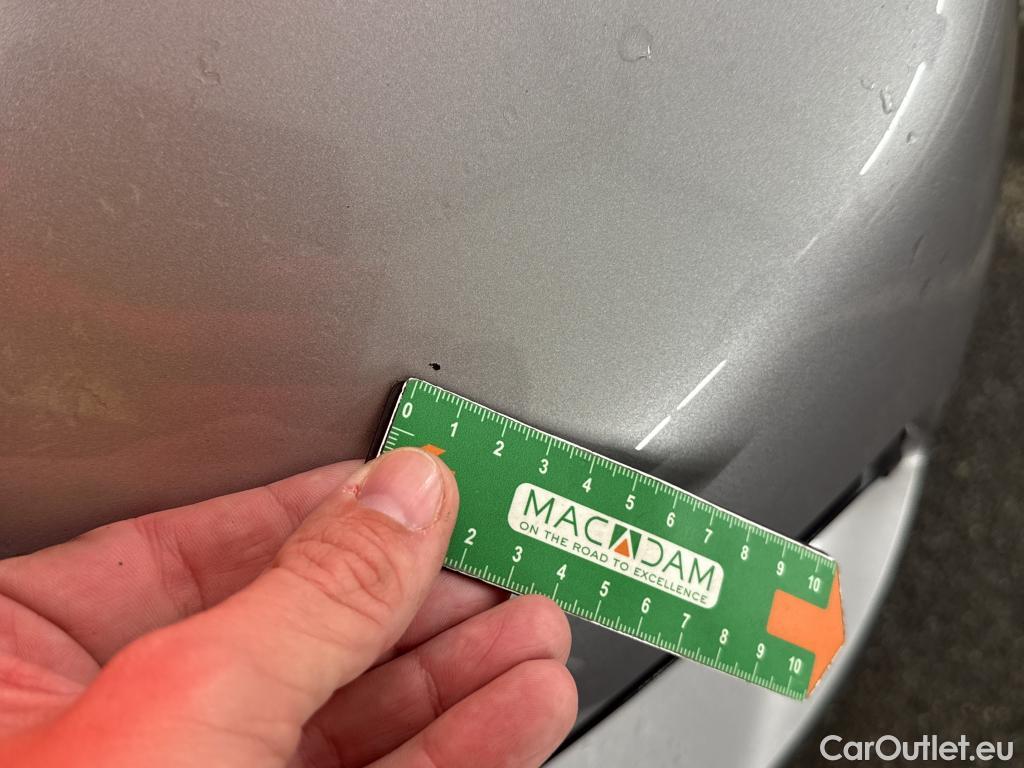 0 1 2 3 4 5 6 7 8 9 10
MACADAM
ON THE ROAD TO EXCELLENCE
2 3 4 5 6 7 8 9 10
CarOutlet.eu